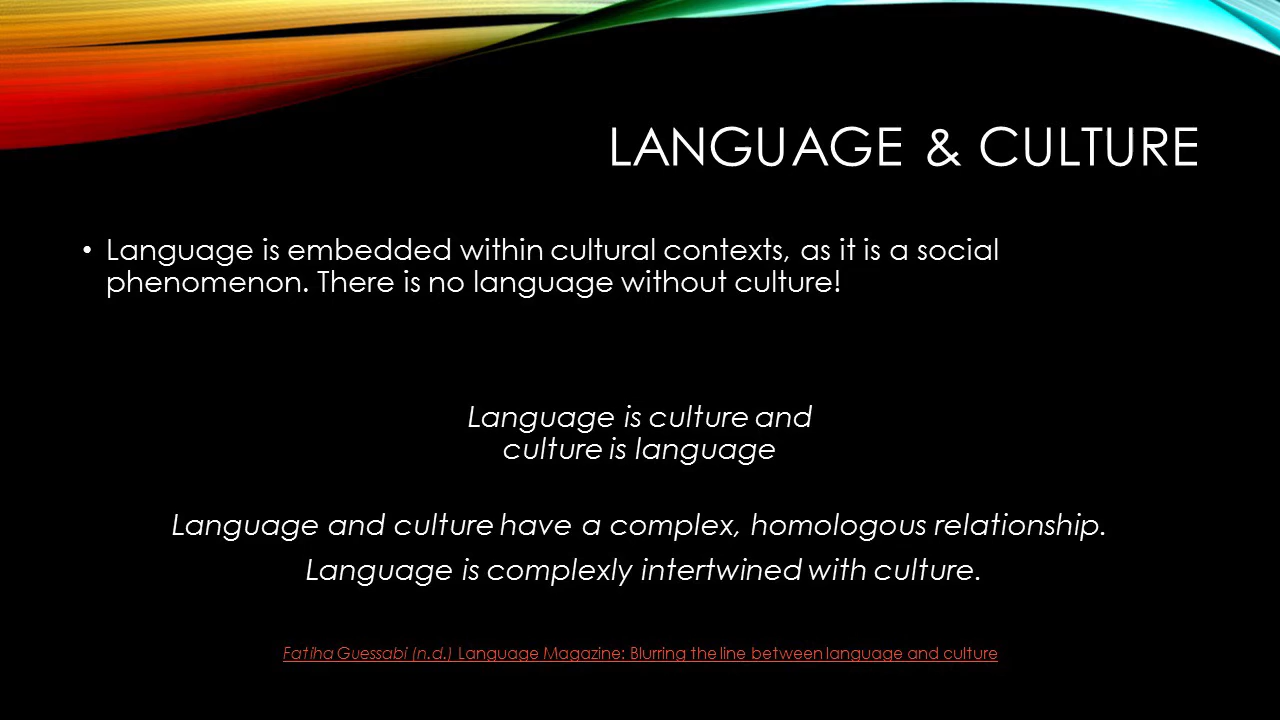 LANGUAGE & CULTURE
• Language is embedded within cultural contexts, as it is a social
phenomenon. There is no language without culture!
Language is culture and
culture is language
Language and culture have a complex, homologous relationship.
Language is complexly intertwined with culture.
Fatiha Guessabi (n.d.) Language Magazine: Blurring the line between language and culture